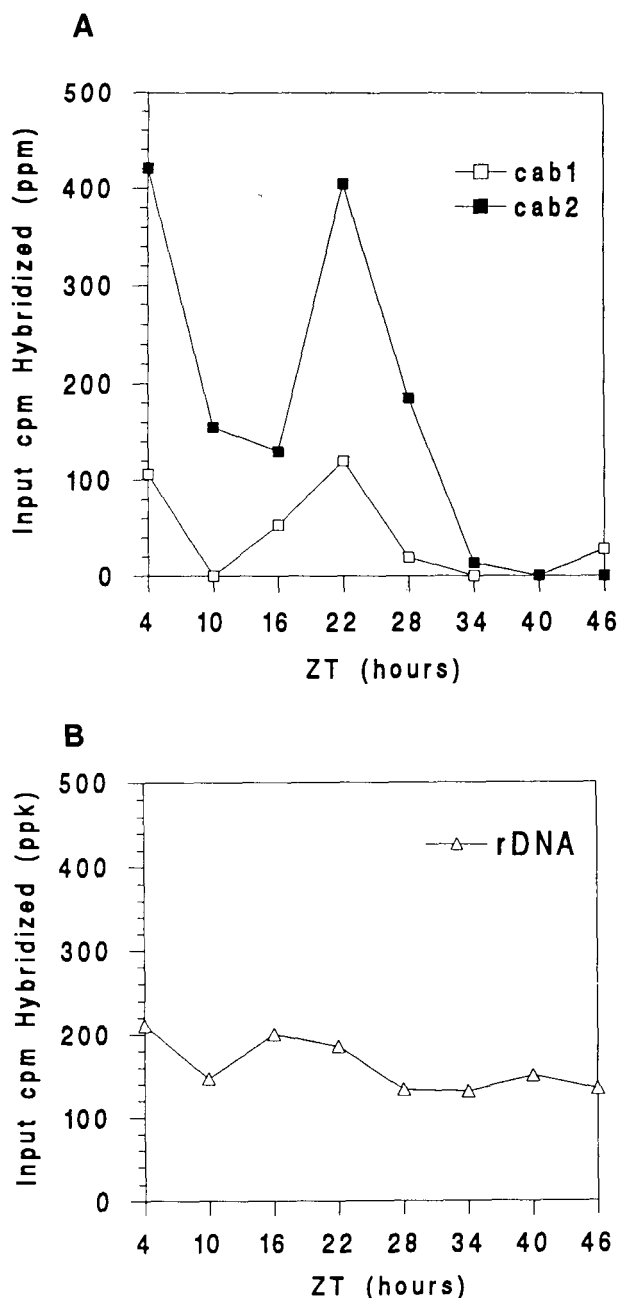 A
500
400
300
200
100
0
Input cpm Hybridized (ppm)
cab1
cab2
4 10 16 22 28 34 40 46
ZT (hours)
B
500
400
300
200
100
0
Input cpm Hybridized (ppk)
rDNA
4 10 16 22 28 34 40 46
ZT (hours)